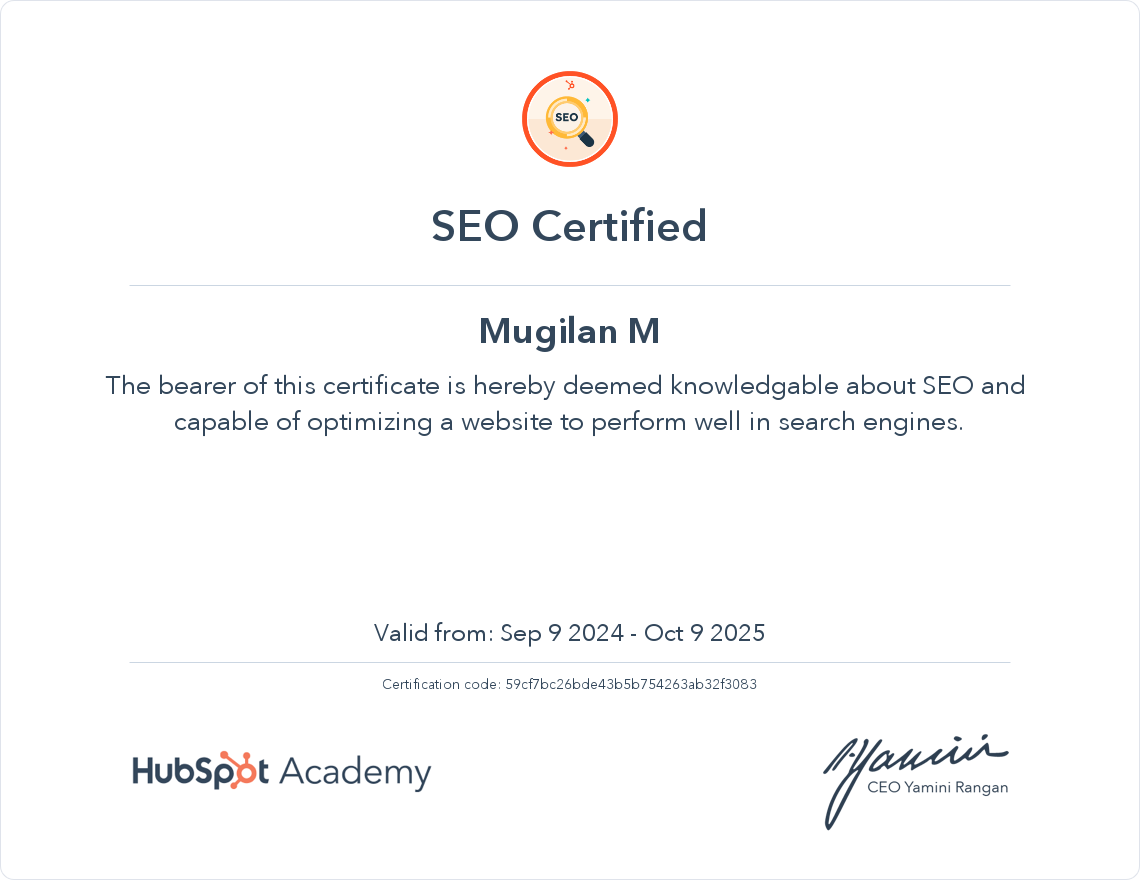 SEO
SEO Certified
Mugilan M
The bearer of this certificate is hereby deemed knowledgable about SEO and
capable of optimizing a website to perform well in search engines.
Valid from: Sep 9 2024 - Oct 9 2025
Certification code: 59cf7bc26bde43b5b754263ab32f3083
HubSpot Academy
CEO Yamini Rangan